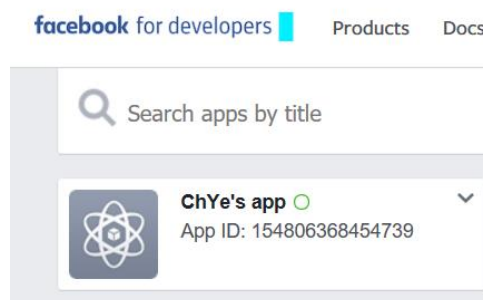 facebook for developers Products Docs
Search apps by title
ChYe's app
App ID: 154806368454739